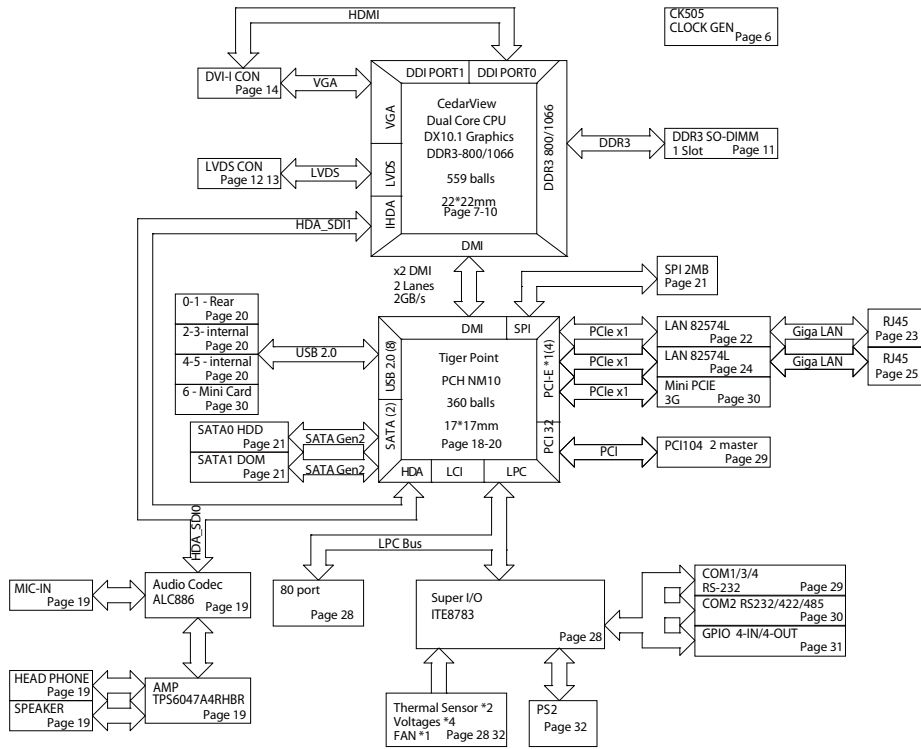 HDMI
CK505
CLOCK GEN
Page 6
DVI-I CON
Page 14
VGA
DDI PORT1
DDI PORT0
VGA
CedarView
Dual Core CPU
DX10.1 Graphics
DDR3-800/1066
559 balls
22*22mm
Page 7-10
DDR3 800/1066
DDR3
DDR3 SO-DIMM
1 Slot
Page 11
LVDS CON
Page 12 13
LVDS
LVDS
IHDA
HDA_SDI1
DMI
x2 DMI
2 Lanes
2GB/s
SPI 2MB
Page 21
0-1 - Rear
Page 20
2-3- internal
Page 20
4-5 - internal
Page 20
6 - Mini Card
Page 30
USB 2.0
USB 2.0 (8)
DMI
SPI
Tiger Point
PCH NM10
360 balls
17*17mm
Page 18-20
PCI-E *1(4)
PCIe x1
LAN 82574L
Page 22
Giga LAN
RJ45
Page 23
PCIe x1
LAN 82574L
Page 24
Giga LAN
RJ45
Page 25
PCIe x1
Mini PCIE
3G
Page 30
SATA0 HDD
Page 21
SATA Gen2
SATA1 DOM
Page 21
SATA Gen2
SATA (2)
PCI 32
PCI
PCI104 2 master
Page 29
HDA
LCI
LPC
HDA_SDI0
LPC Bus
MIC-IN
Page 19
Audio Codec
ALC886
Page 19
80 port
Page 28
Super I/O
ITE8783
Page 28
COM1/3/4
RS-232
Page 29
COM2 RS232/422/485
Page 30
GPIO 4-IN/4-OUT
Page 31
HEAD PHONE
Page 19
SPEAKER
Page 19
AMP
TPS6047A4RHBR
Page 19
Thermal Sensor *2
Voltages *4
FAN *1
Page 28 32
PS2
Page 32